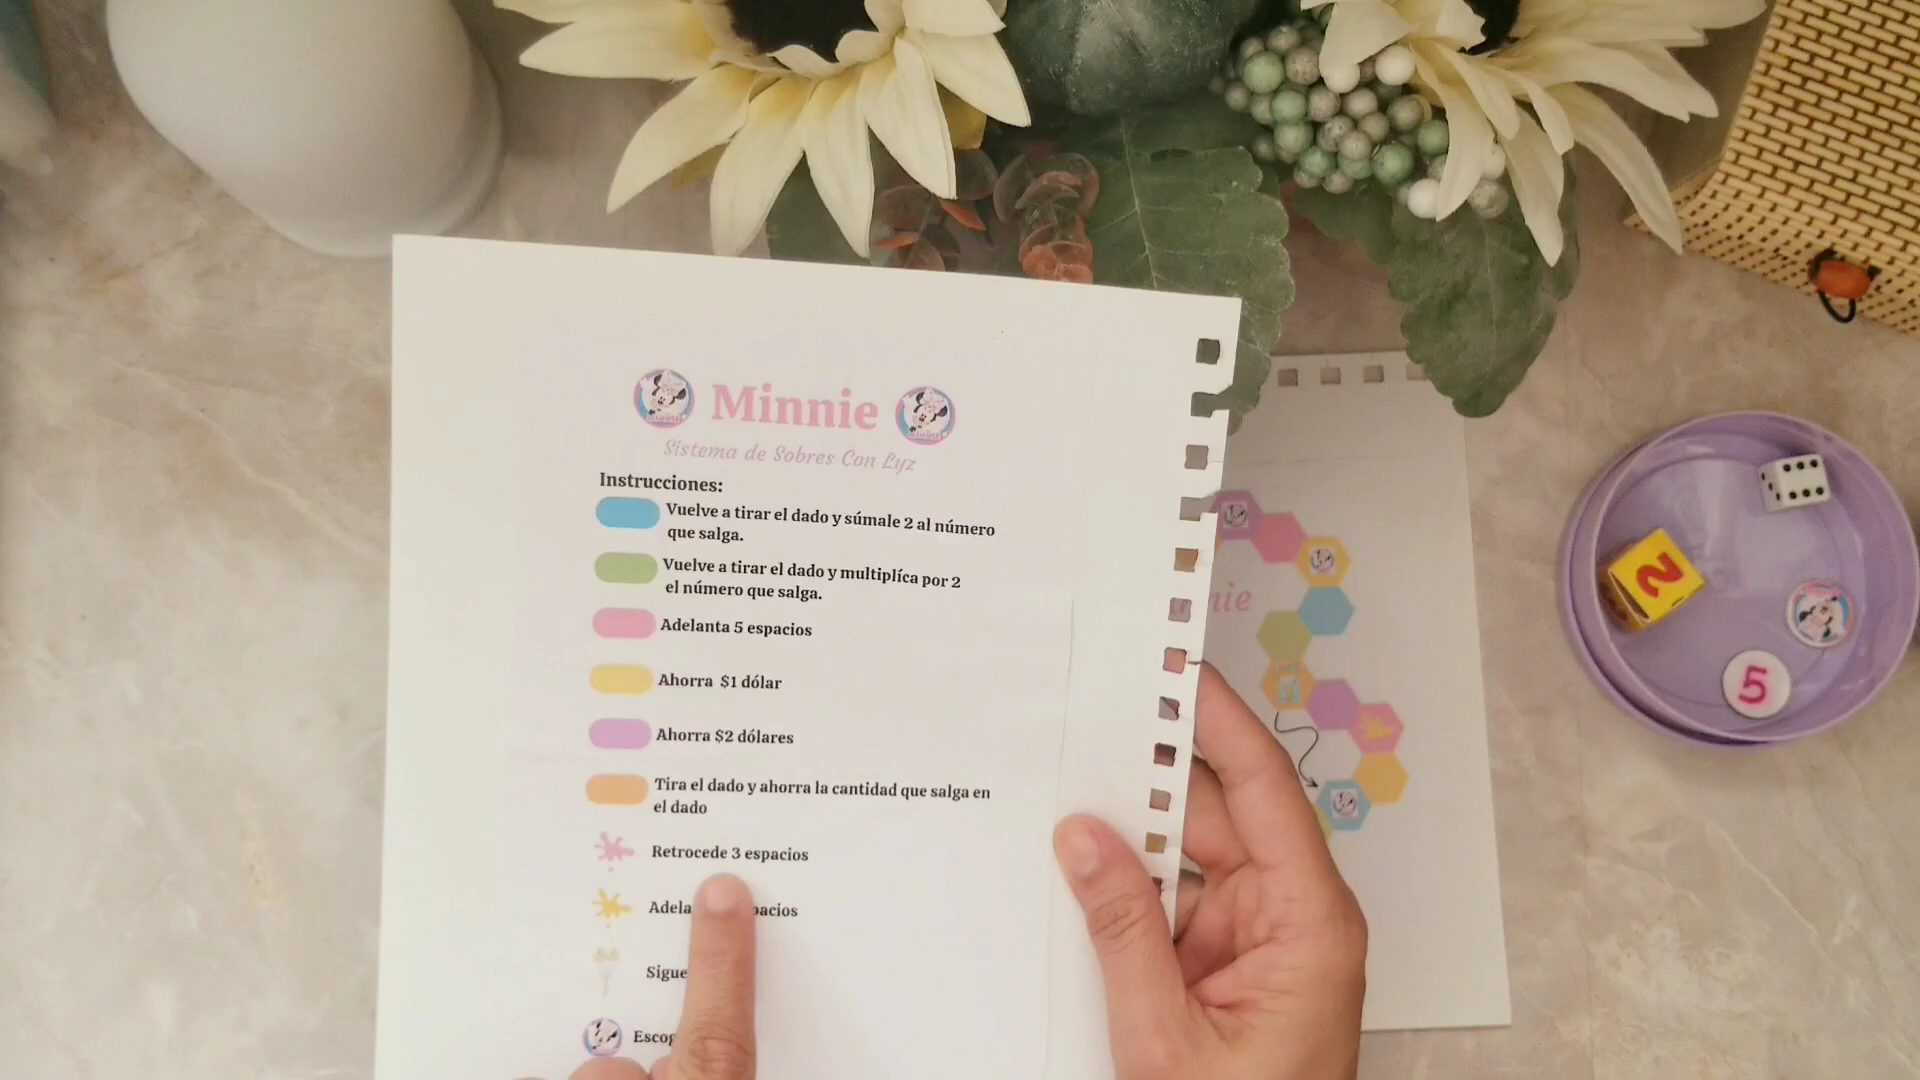 Minnie
Sistema de Sobres Con Lyz
Instrucciones:
Vuelve a tirar el dado y súmale 2 al número
que salga.
Vuelve a tirar el dado y multiplíca por 2
el número que salga.
Adelanta 5 espacios
Ahorra $1 dólar
Ahorra $2 dólares
Tira el dado y ahorra la cantidad que salga en
el dado
Retrocede 3 espacios
Adela pacios
Sigue
Escog
nie
2
5